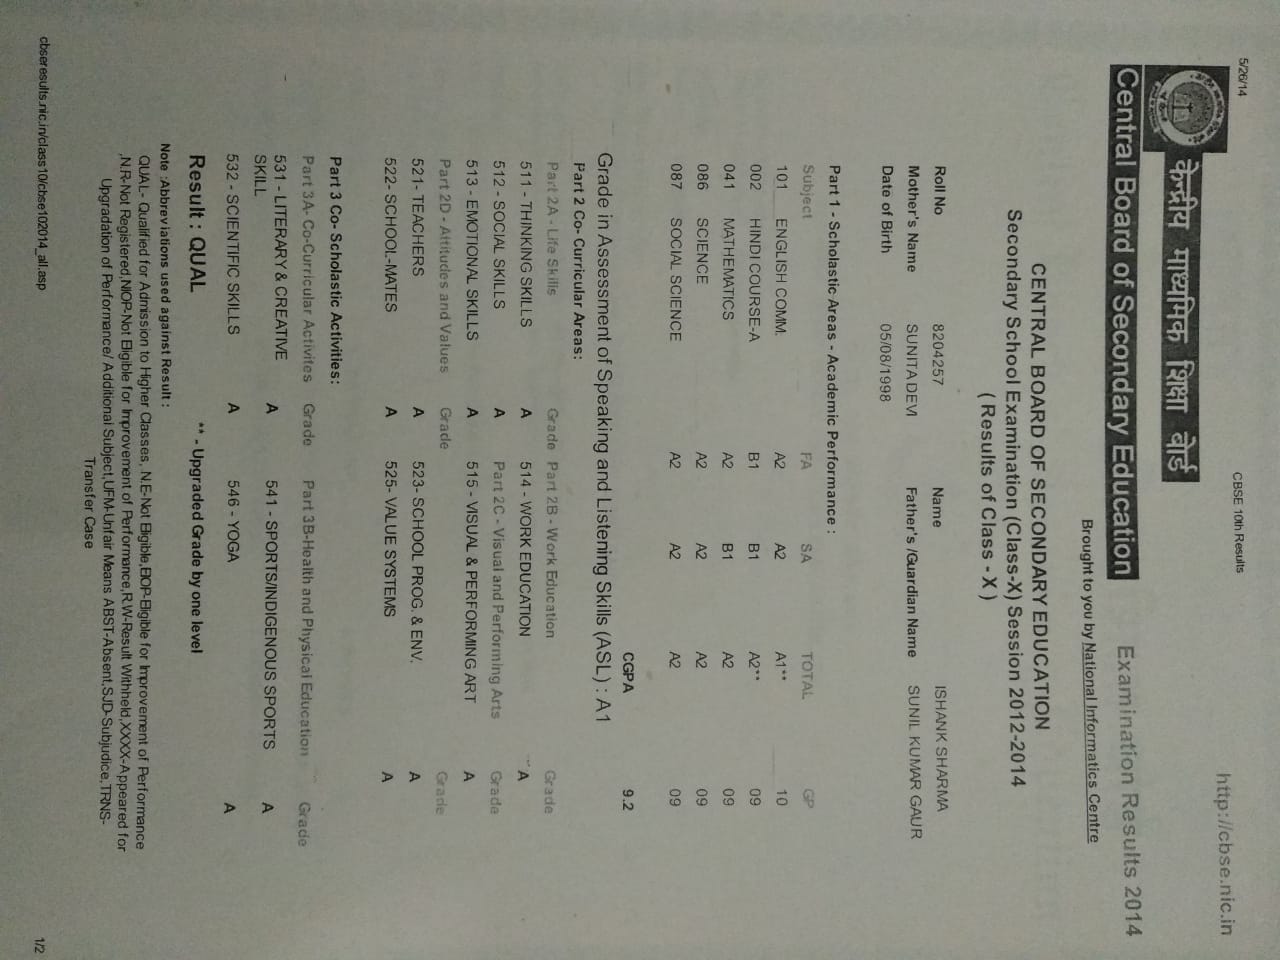 5/26/14 CBSE 10th Results
http://cbse.nic.in
केन्द्रीय माध्यमिक शिक्षा बोर्ड
Central Board of Secondary Education Examination Results 2014
Brought to you by National Informatics Centre
CENTRAL BOARD OF SECONDARY EDUCATION
Secondary School Examination (Class-X) Session 2012-2014
( Results of Class - X )
Roll No 8204257 Name ISHANK SHARMA
Mother's Name SUNITA DEVI Father's /Guardian Name SUNIL KUMAR GAUR
Date of Birth 05/08/1998
Part 1 - Scholastic Areas - Academic Performance :
Subject FA SA TOTAL GP
101 ENGLISH COMM. A2 A2 A1** 10
002 HINDI COURSE-A B1 B1 A2** 09
041 MATHEMATICS A2 B1 A2 09
086 SCIENCE A2 A2 A2 09
087 SOCIAL SCIENCE A2 A2 A2 09
CGPA 9.2
Grade in Assessment of Speaking and Listening Skills (ASL) : A1
Part 2 Co- Curricular Areas:
Part 2A - Life Skills Grade Part 2B - Work Education Grade
511 - THINKING SKILLS A 514 - WORK EDUCATION A
512 - SOCIAL SKILLS A Part 2C - Visual and Performing Arts Grade
513 - EMOTIONAL SKILLS A 515 - VISUAL & PERFORMING ART A
Part 2D - Attitudes and Values Grade Grade
521- TEACHERS A 523- SCHOOL PROG. & ENV. A
522- SCHOOL-MATES A 525- VALUE SYSTEMS A
Part 3 Co- Scholastic Activities:
Part 3A- Co-Curricular Activites Grade Part 3B-Health and Physical Education Grade
531 - LITERARY & CREATIVE A 541 - SPORTS/INDIGENOUS SPORTS A
SKILL
532 - SCIENTIFIC SKILLS A 546 - YOGA A
Result : QUAL ** - Upgraded Grade by one level
Note :Abbreviations used against Result :
QUAL- Qualified for Admission to Higher Classes, N.E-Not Eligible,EIOP-Eligible for Improvement of Performance
,N.R-Not Registered,NIOP-Not Eligible for Improvement of Performance,R.W-Result Withheld,XXXX-Appeared for
Upgradation of Performance/ Additional Subject,UFM-Unfair Means ABST-Absent,SJD-Subjudice,TRNS-
Transfer Case
cbseresults.nic.in/class10/cbse102014_all.asp 1/2